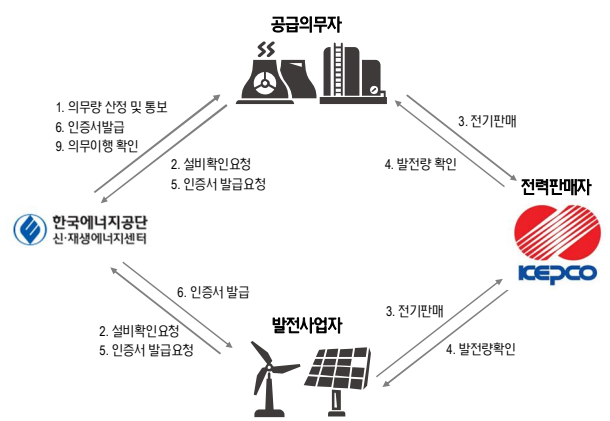 공급의무자
1. 의무량 산정 및 통보
6. 인증서발급
9. 의무이행 확인
2. 설비확인요청
5. 인증서 발급요청
3. 전기판매
4. 발전량 확인
전력판매자
한국에너지공단
신·재생에너지센터
KEPCO
6. 인증서 발급
2. 설비확인요청
5. 인증서 발급요청
발전사업자
3. 전기판매
4. 발전량확인